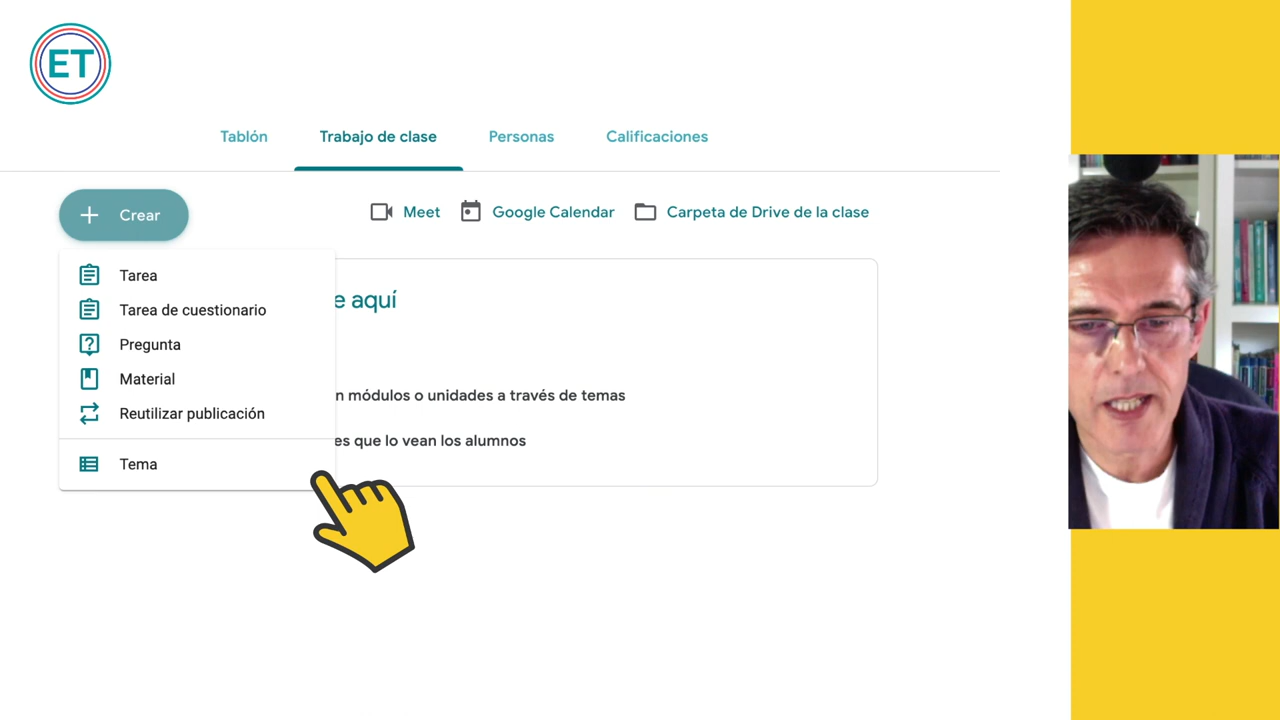 ET
Tablón
Trabajo de clase
Personas
Calificaciones
Crear
Meet
Google Calendar
Carpeta de Drive de la clase
Tarea
Tarea de cuestionario
Pregunta
Material
Reutilizar publicación
Tema
e aquí
n módulos o unidades a través de temas
es que lo vean los alumnos